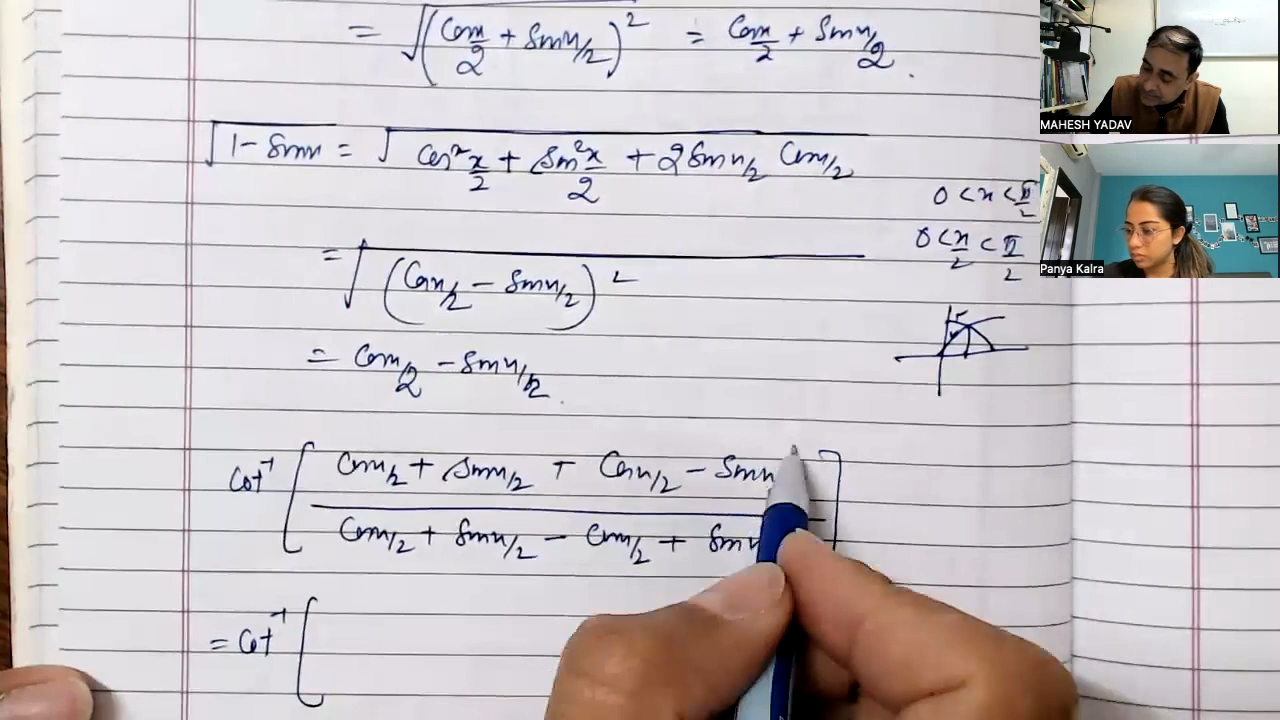 = √(Cos x/2 + Sin x/2)² = Cos x/2 + Sin x/2.
√1 - Sin x = √Cos² x/2 + Sin² x/2 + 2 Sin x/2 Cos x/2
0 < x < π/2
0 < x/2 < π/2
= √(Cos x/2 - Sin x/2)²
= Cos x/2 - Sin x/2.
Cot⁻¹ [ Cos x/2 + Sin x/2 + Cos x/2 - Sin x
Cos x/2 + Sin x/2 - Cos x/2 + Sin x ]
= Cot⁻¹ [
MAHESH YADAV
Panya Kalra